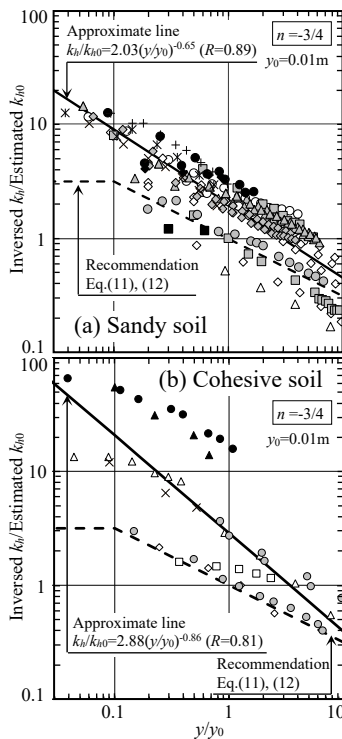 Approximate line
kh/kh0=2.03(y/y0)-0.65 (R=0.89)
n =-3/4
y0=0.01m
Inversed kh/Estimated kh0
10
1
0.1
Recommendation
Eq.(11), (12)
(a) Sandy soil
(b) Cohesive soil
n =-3/4
y0=0.01m
Inversed kh/Estimated kh0
100
10
1
0.1
Approximate line
kh/kh0=2.88(y/y0)-0.86 (R=0.81)
Recommendation
Eq.(11), (12)
0.1
1
10
y/y0